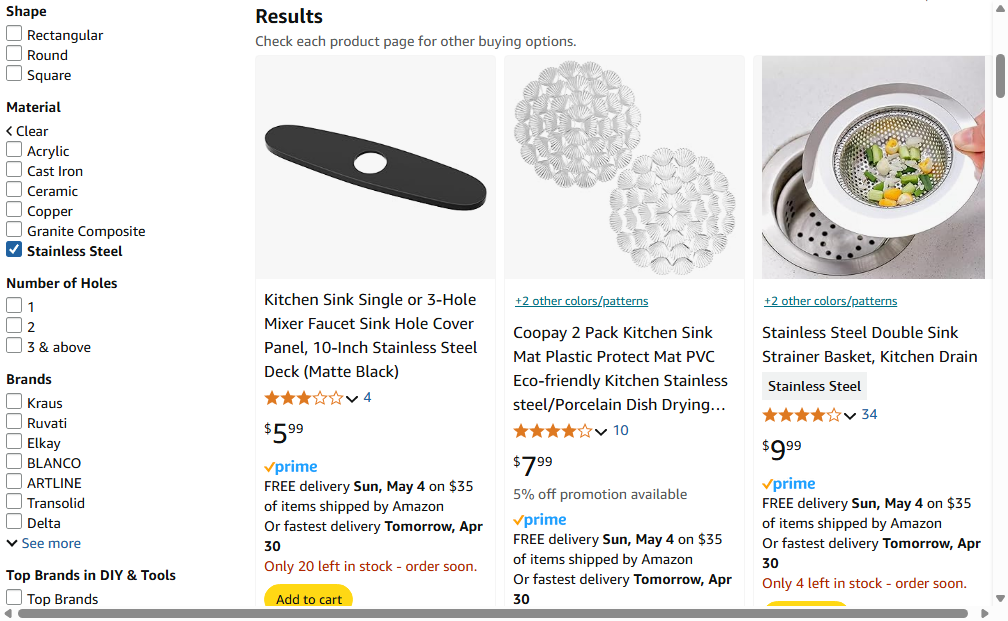 Shape
Rectangular
Round
Square
Material
Clear
Acrylic
Cast Iron
Ceramic
Copper
Granite Composite
Stainless Steel
Number of Holes
1
2
3 & above
Brands
Kraus
Ruvati
Elkay
BLANCO
ARTLINE
Transolid
Delta
See more
Top Brands in DIY & Tools
Top Brands
Results
Check each product page for other buying options.
Kitchen Sink Single or 3-Hole
Mixer Faucet Sink Hole Cover
Panel, 10-Inch Stainless Steel
Deck (Matte Black)
4
$5.99
prime
FREE delivery Sun, May 4 on $35
of items shipped by Amazon
Or fastest delivery Tomorrow, Apr
30
Only 20 left in stock - order soon.
Add to cart
+2 other colors/patterns
Coopay 2 Pack Kitchen Sink
Mat Plastic Protect Mat PVC
Eco-friendly Kitchen Stainless
steel/Porcelain Dish Drying…
10
$7.99
5% off promotion available
prime
FREE delivery Sun, May 4 on $35
of items shipped by Amazon
Or fastest delivery Tomorrow, Apr
30
+2 other colors/patterns
Stainless Steel Double Sink
Strainer Basket, Kitchen Drain
Stainless Steel
34
$9.99
prime
FREE delivery Sun, May 4 on $35
of items shipped by Amazon
Or fastest delivery Tomorrow, Apr
30
Only 4 left in stock - order soon.